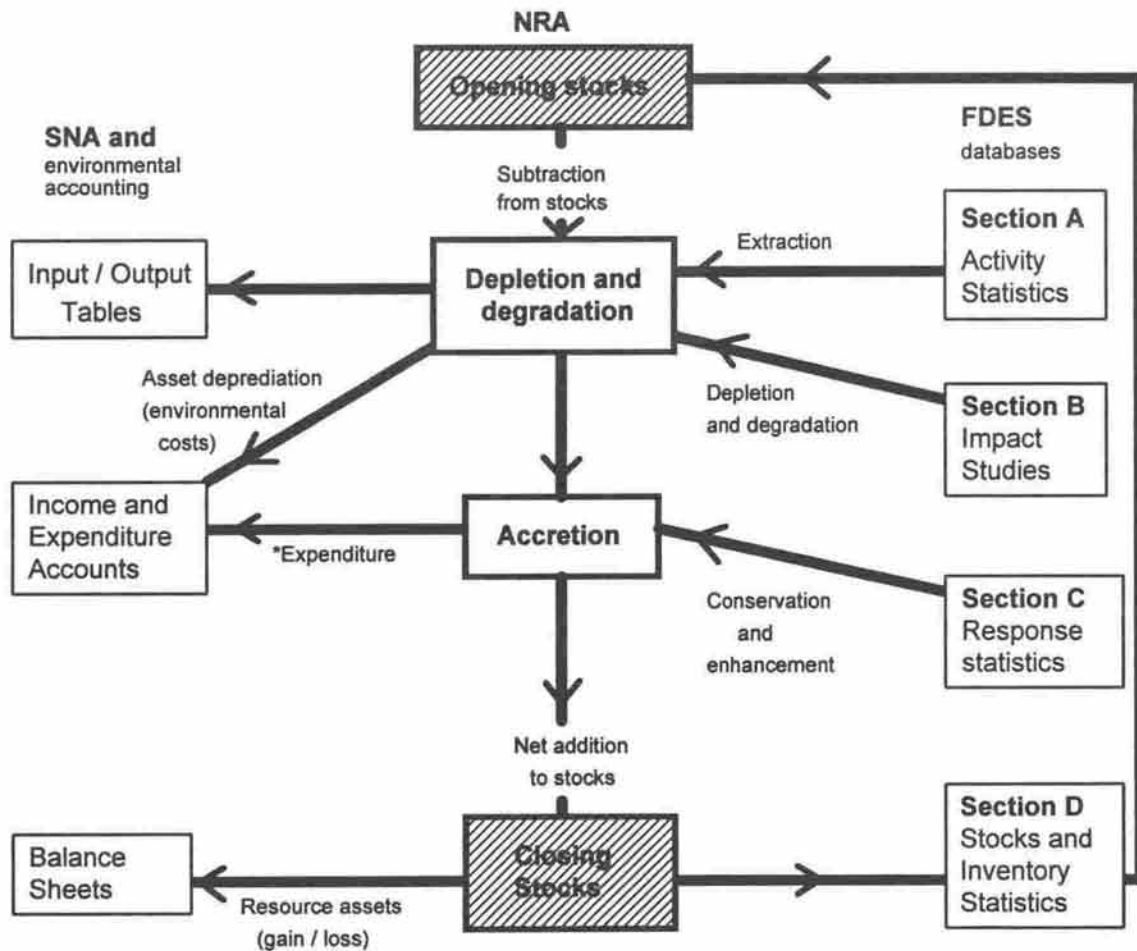 NRA
Opening stocks
SNA and
environmental
accounting
FDES
databases
Subtraction
from stocks
Section A
Activity
Statistics
Extraction
Input / Output
Tables
Depletion and
degradation
Asset deprediation
(environmental
costs)
Depletion
and degradation
Section B
Impact
Studies
Income and
Expenditure
Accounts
*Expenditure
Accretion
Conservation
and
enhancement
Section C
Response
statistics
Net addition
to stocks
Balance
Sheets
Resource assets
(gain / loss)
Closing
Stocks
Section D
Stocks and
Inventory
Statistics